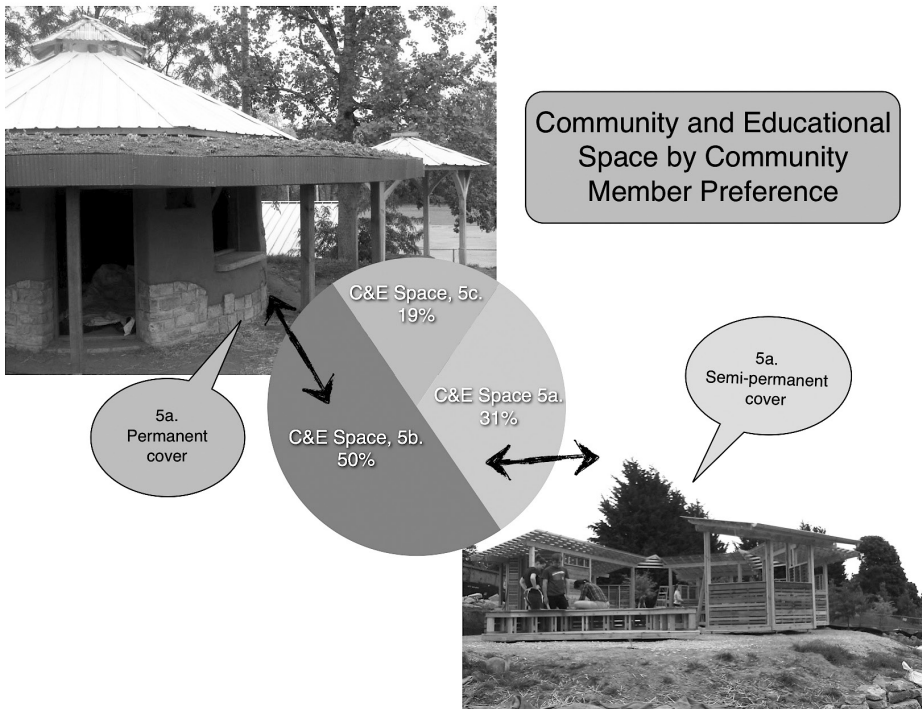 Community and Educational
Space by Community
Member Preference
C&E Space, 5c.
19%
C&E Space 5a.
31%
C&E Space, 5b.
50%
5a.
Permanent
cover
5a.
Semi-permanent
cover